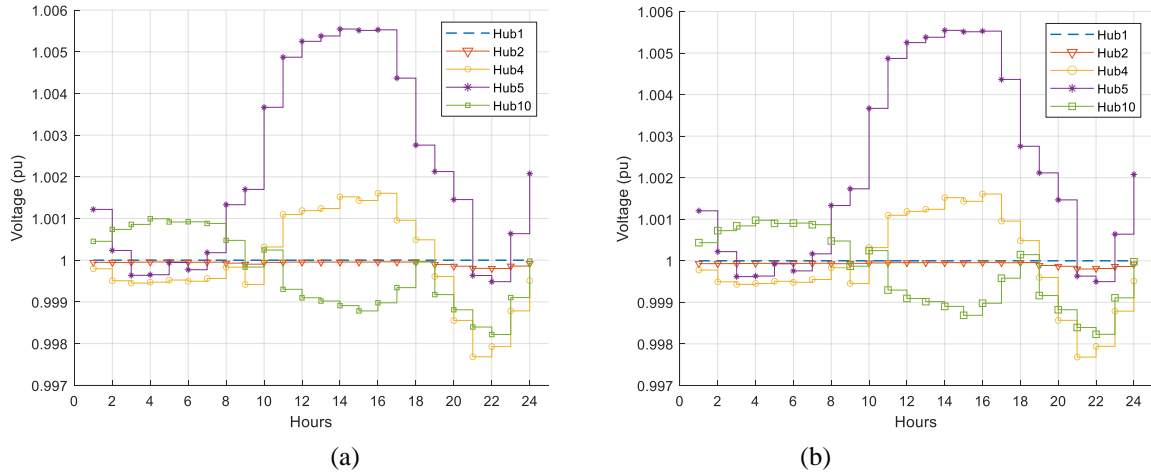 1.006
1.005
1.004
1.003
1.002
1.001
1
0.999
0.998
0.997
Voltage (pu)
0 2 4 6 8 10 12 14 16 18 20 22 24
Hours
Hub1
Hub2
Hub4
Hub5
Hub10
(a)
1.006
1.005
1.004
1.003
1.002
1.001
1
0.999
0.998
0.997
Voltage (pu)
0 2 4 6 8 10 12 14 16 18 20 22 24
Hours
Hub1
Hub2
Hub4
Hub5
Hub10
(b)